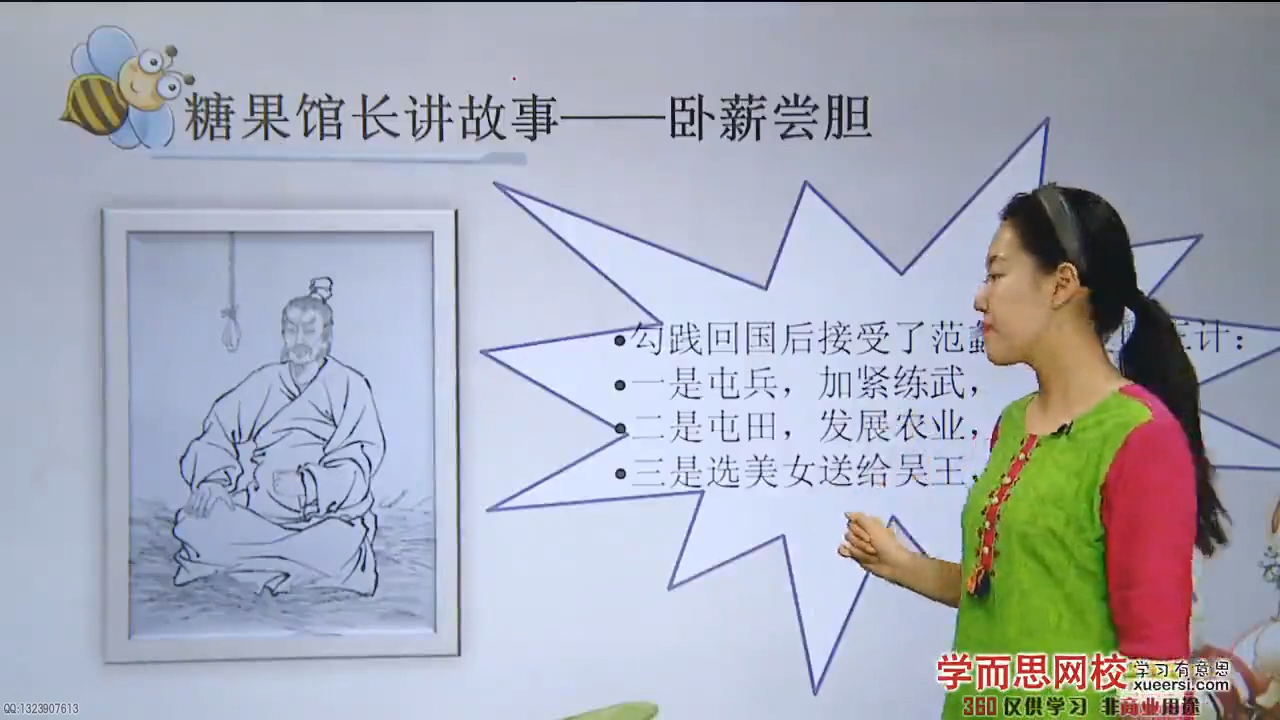 糖果馆长讲故事——卧薪尝胆
•勾践回国后接受了范 计：
•一是屯兵，加紧练武，
•二是屯田，发展农业，
•三是选美女送给吴王，
学而思网校 学习有意思
xueersi.com
360 仅供学习 非商业用途
QQ:1323907613